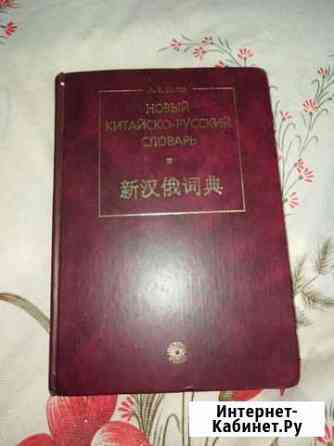 НОВЫЙ
КИТАЙСКО-РУССКИЙ
СЛОВАРЬ
新汉俄词典
Интернет-
Кабинет.Ру